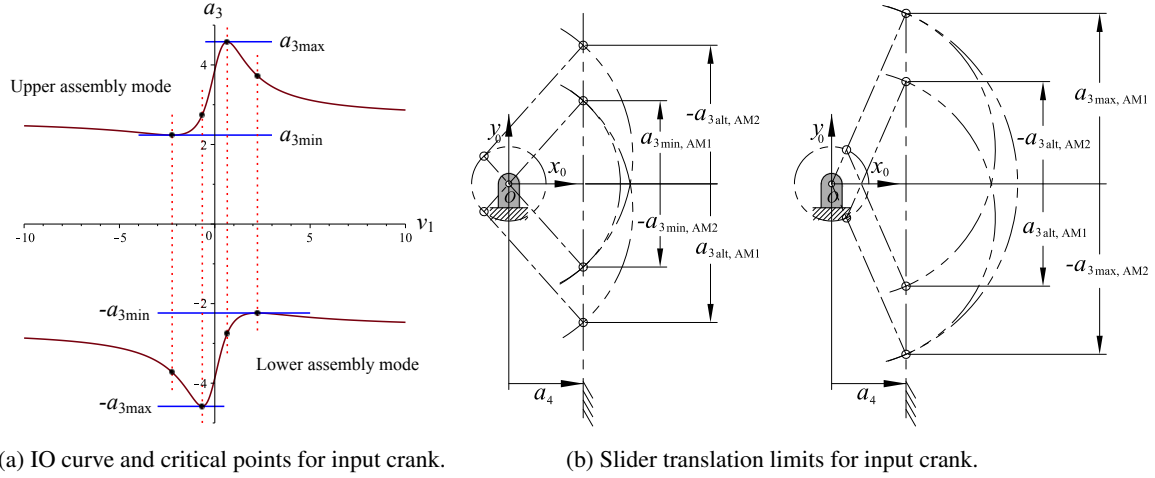 a3
a3max
4
Upper assembly mode
2
a3min
-10
-5
0
5
10
v1
-2
-a3min
Lower assembly mode
-4
-a3max
y0
x0
O
-a3alt, AM2
a3min, AM1
-a3min, AM2
a3alt, AM1
a4
y0
x0
O
a3max, AM1
-a3alt, AM2
a3alt, AM1
-a3max, AM2
a4
(a) IO curve and critical points for input crank.
(b) Slider translation limits for input crank.